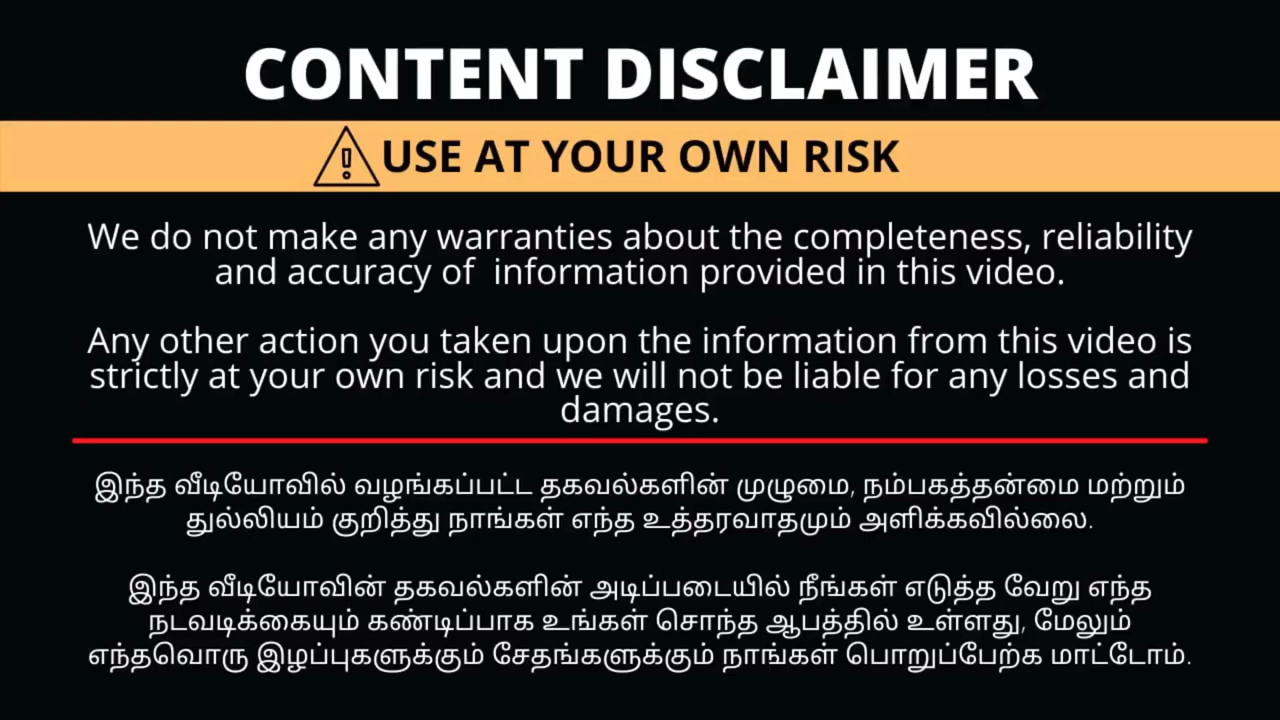 CONTENT DISCLAIMER
USE AT YOUR OWN RISK
We do not make any warranties about the completeness, reliability
and accuracy of information provided in this video.
Any other action you taken upon the information from this video is
strictly at your own risk and we will not be liable for any losses and
damages.
இந்த வீடியோவில் வழங்கப்பட்ட தகவல்களின் முழுமை, நம்பகத்தன்மை மற்றும்
துல்லியம் குறித்து நாங்கள் எந்த உத்தரவாதமும் அளிக்கவில்லை.
இந்த வீடியோவின் தகவல்களின் அடிப்படையில் நீங்கள் எடுத்த வேறு எந்த
நடவடிக்கையும் கண்டிப்பாக உங்கள் சொந்த ஆபத்தில் உள்ளது, மேலும்
எந்தவொரு இழப்புகளுக்கும் சேதங்களுக்கும் நாங்கள் பொறுப்பேற்க மாட்டோம்.